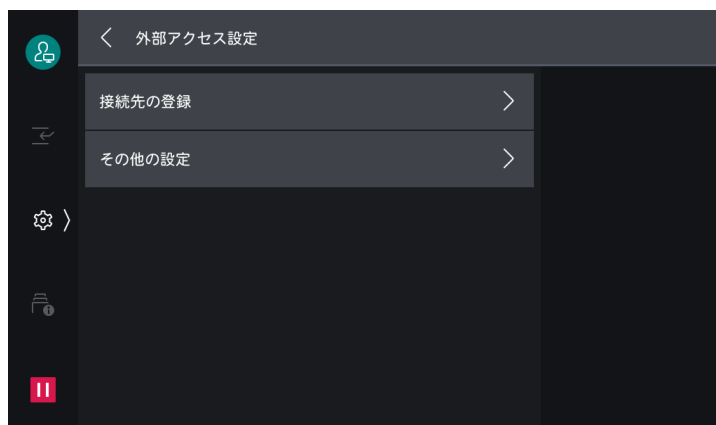 外部アクセス設定
接続先の登録
その他の設定